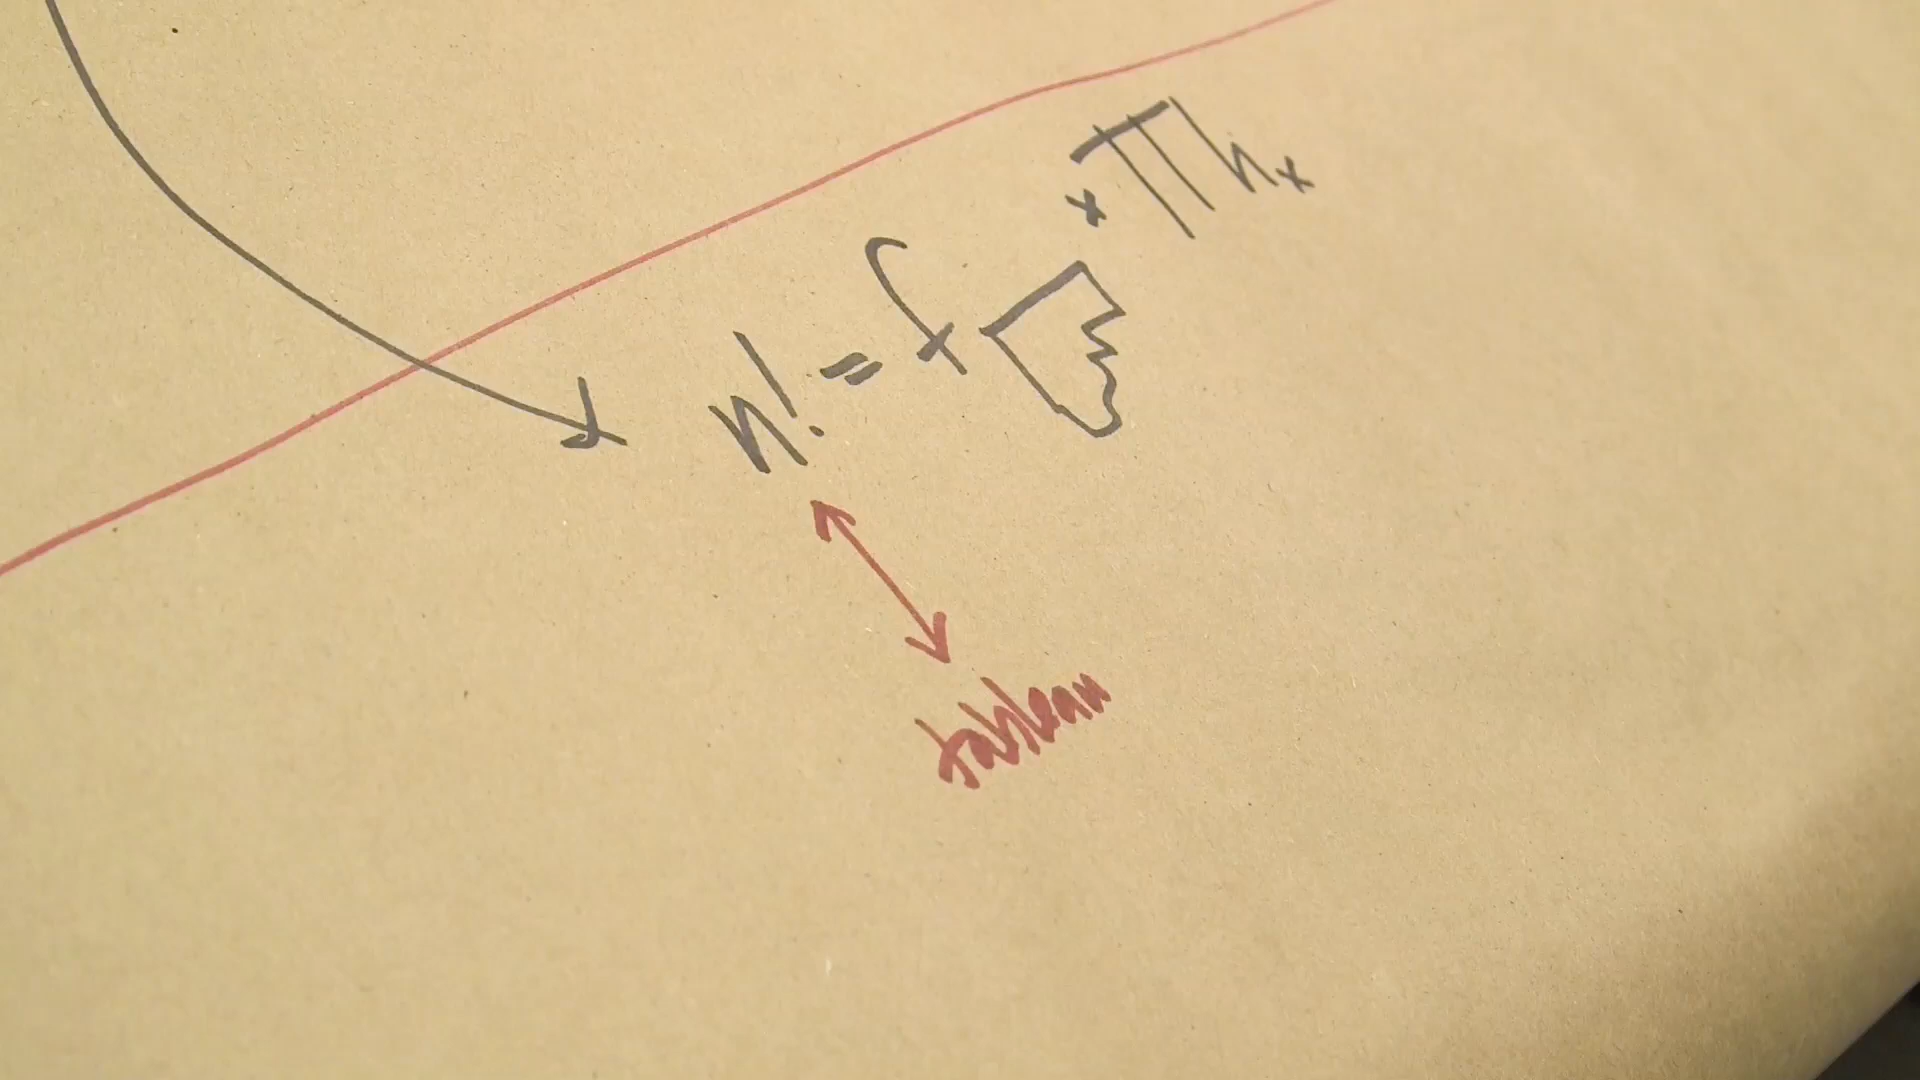 n! = f x ∏ hx
tableau